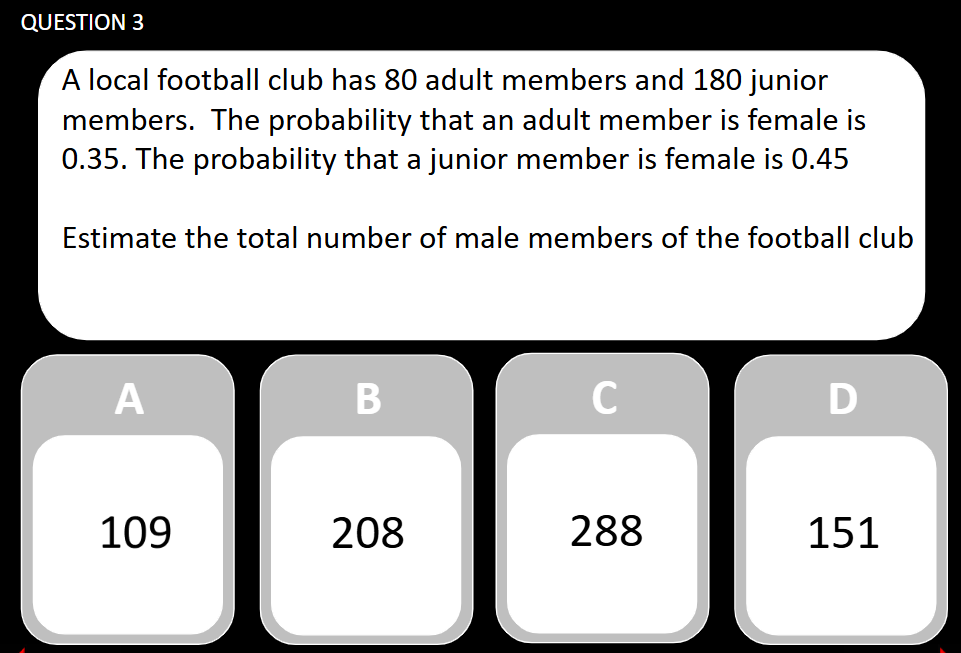 QUESTION 3
A local football club has 80 adult members and 180 junior
members.  The probability that an adult member is female is
0.35. The probability that a junior member is female is 0.45
Estimate the total number of male members of the football club
A
B
C
D
109
208
288
151